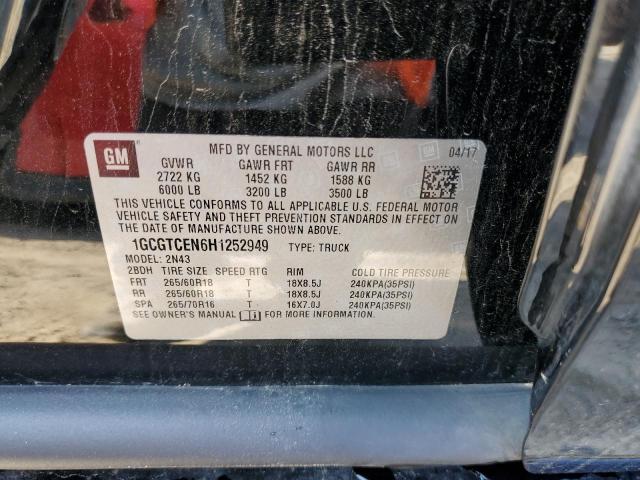 GM MFD BY GENERAL MOTORS LLC 04/17
GVWR GAWR FRT GAWR RR
2722 KG 1452 KG 1588 KG
6000 LB 3200 LB 3500 LB
THIS VEHICLE CONFORMS TO ALL APPLICABLE U.S. FEDERAL MOTOR
VEHICLE SAFETY AND THEFT PREVENTION STANDARDS IN EFFECT ON
THE DATE OF MANUFACTURE SHOWN ABOVE.
1GCGTCEN6H1252949 TYPE: TRUCK
MODEL: 2N43
2BDH TIRE SIZE SPEED RTG RIM COLD TIRE PRESSURE
FRT 265/60R18 T 18X8.5J 240KPA(35PSI)
RR 265/60R18 T 18X8.5J 240KPA(35PSI)
SPA 265/70R16 T 16X7.0J 240KPA(35PSI)
SEE OWNER'S MANUAL FOR MORE INFORMATION.